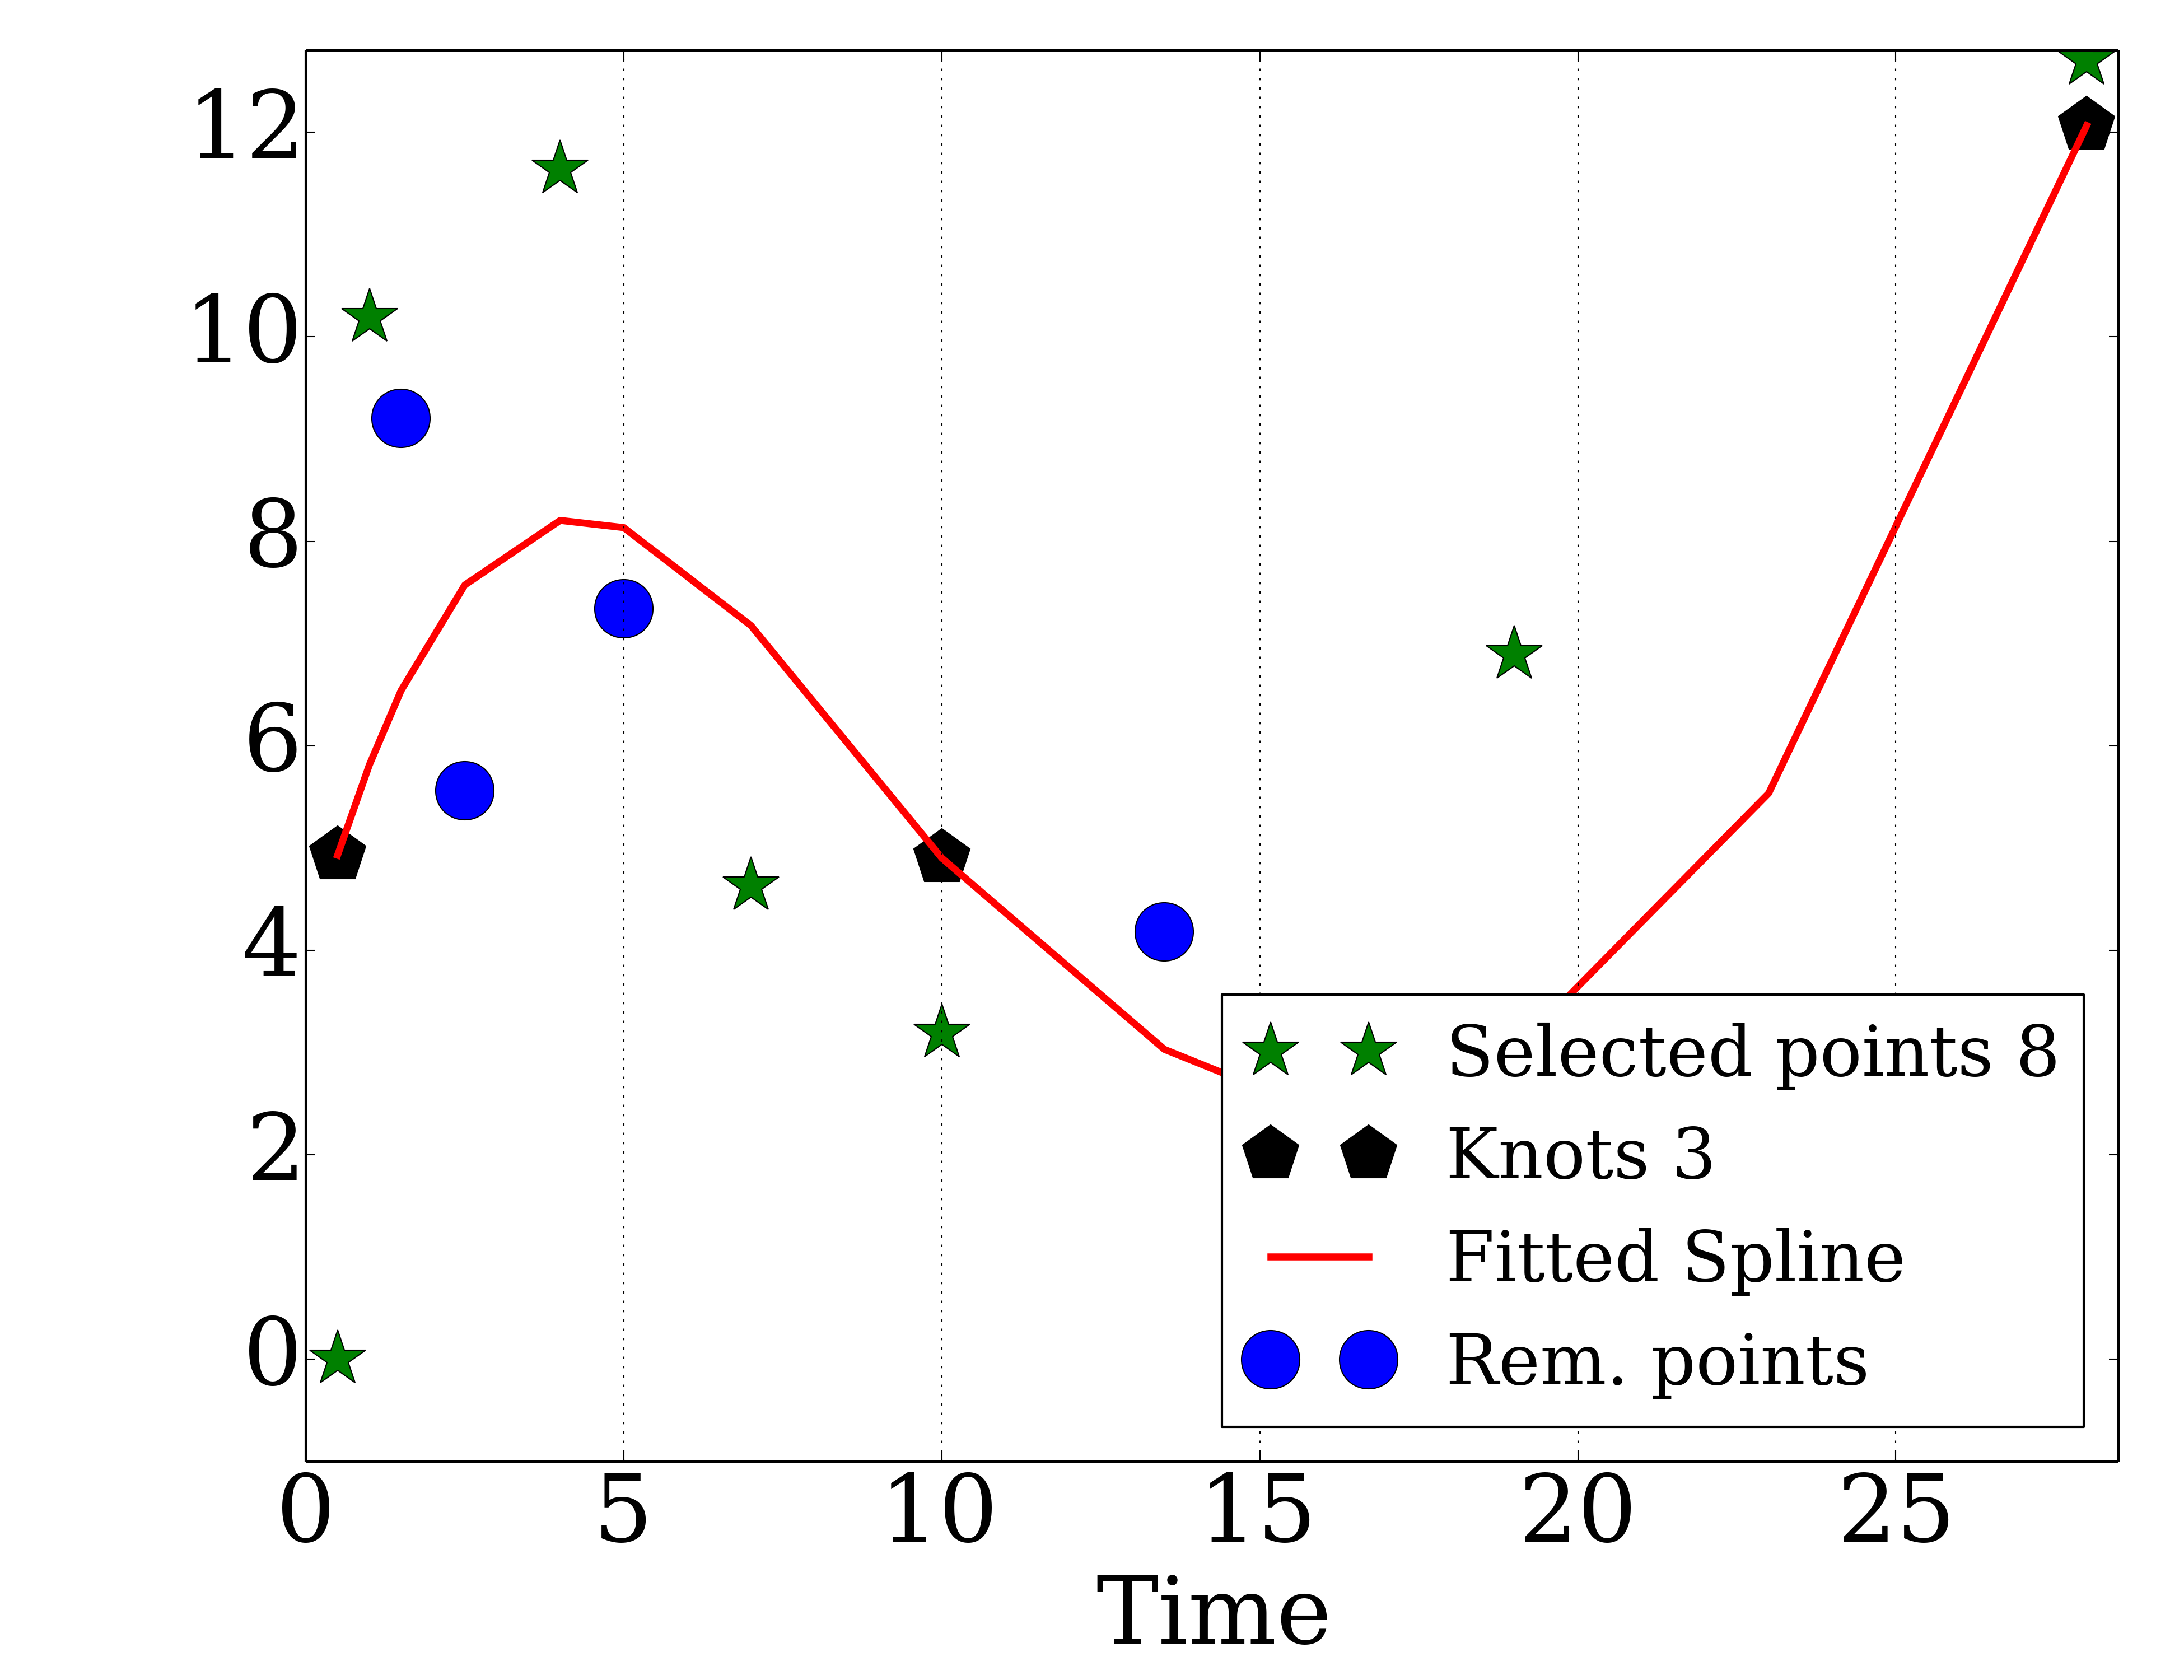 12
10
8
6
4
2
0
Selected points 8
Knots 3
Fitted Spline
Rem. points
0 5 10 15 20 25
Time